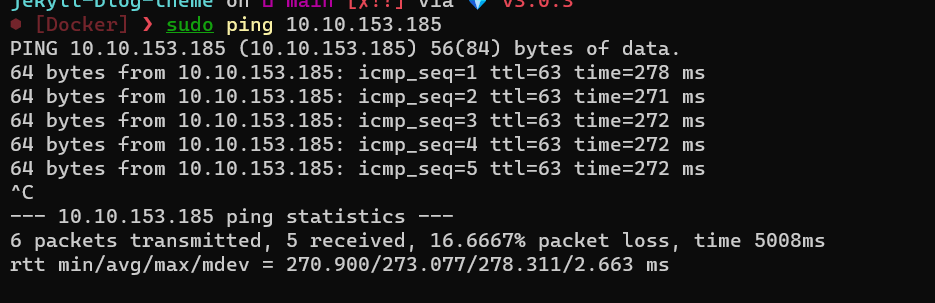 jekyll-blog-theme on main [x!?] via v3.0.3
[Docker] ❯ sudo ping 10.10.153.185
PING 10.10.153.185 (10.10.153.185) 56(84) bytes of data.
64 bytes from 10.10.153.185: icmp_seq=1 ttl=63 time=278 ms
64 bytes from 10.10.153.185: icmp_seq=2 ttl=63 time=271 ms
64 bytes from 10.10.153.185: icmp_seq=3 ttl=63 time=272 ms
64 bytes from 10.10.153.185: icmp_seq=4 ttl=63 time=272 ms
64 bytes from 10.10.153.185: icmp_seq=5 ttl=63 time=272 ms
^C
--- 10.10.153.185 ping statistics ---
6 packets transmitted, 5 received, 16.6667% packet loss, time 5008ms
rtt min/avg/max/mdev = 270.900/273.077/278.311/2.663 ms